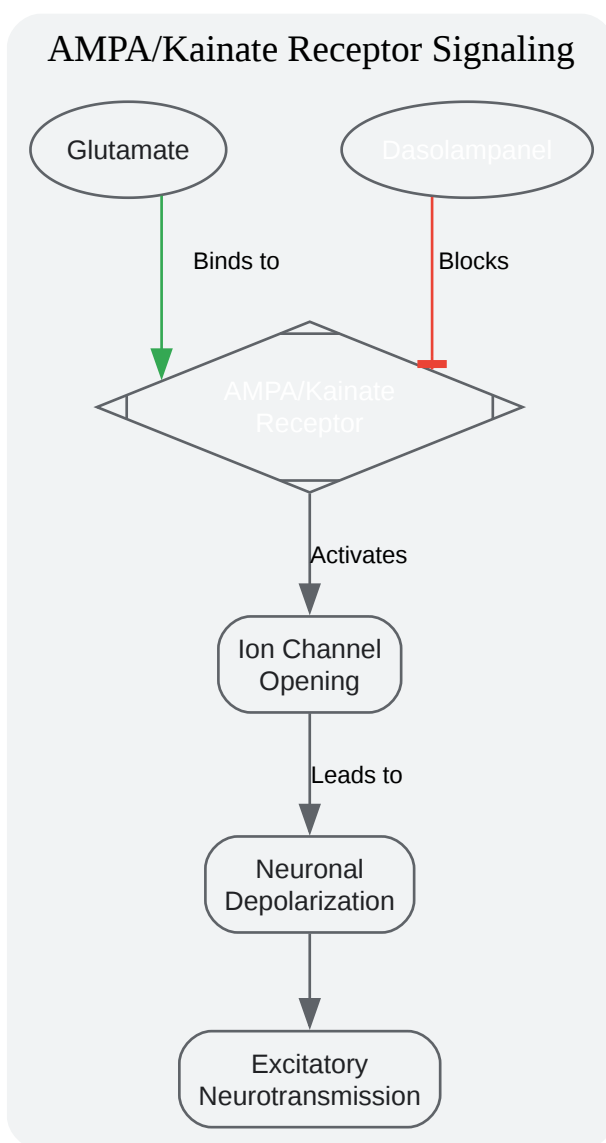 AMPA/Kainate Receptor Signaling
Glutamate
Dasolampanel
Binds to
Blocks
AMPA/Kainate
Receptor
Activates
Ion Channel
Opening
Leads to
Neuronal
Depolarization
Excitatory
Neurotransmission